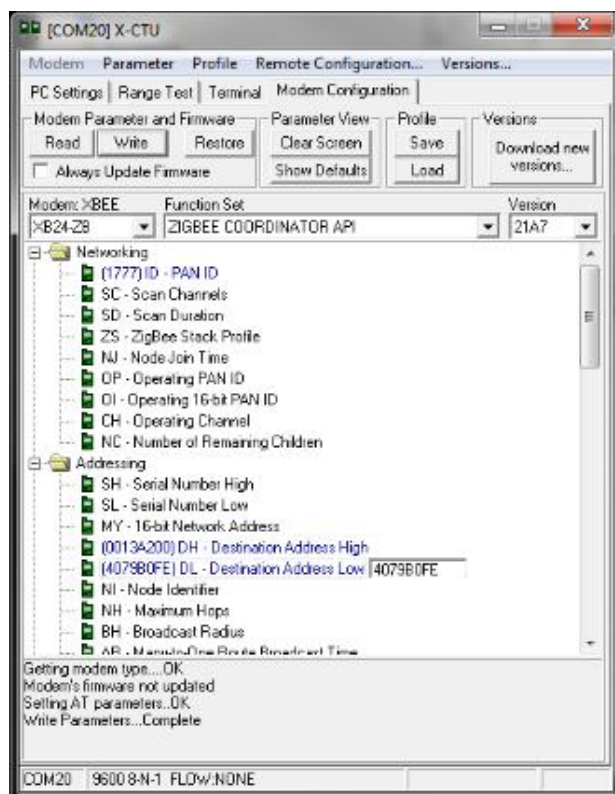 [COM20] X-CTU
Modem Parameter Profile Remote Configuration... Versions...
PC Settings Range Test Terminal Modem Configuration
Modem Parameter and Firmware Parameter View Profile Versions
Read Write Restore Clear Screen Save Download new versions...
Always Update Firmware Show Defaults Load
Modem: XBEE Function Set Version
XB24-ZB ZIGBEE COORDINATOR API 21A7
Networking
(1777) ID - PAN ID
SC - Scan Channels
SD - Scan Duration
ZS - ZigBee Stack Profile
NJ - Node Join Time
OP - Operating PAN ID
OI - Operating 16-bit PAN ID
CH - Operating Channel
NC - Number of Remaining Children
Addressing
SH - Serial Number High
SL - Serial Number Low
MY - 16-bit Network Address
(0013A200) DH - Destination Address High
(4079B0FE) DL - Destination Address Low 4079B0FE
NI - Node Identifier
NH - Maximum Hops
BH - Broadcast Radius
AR - Many-to-One Route Broadcast Time
Getting modem type....OK
Modem's firmware not updated
Setting AT parameters..OK
Write Parameters...Complete
COM20 9600 8-N-1 FLOW:NONE